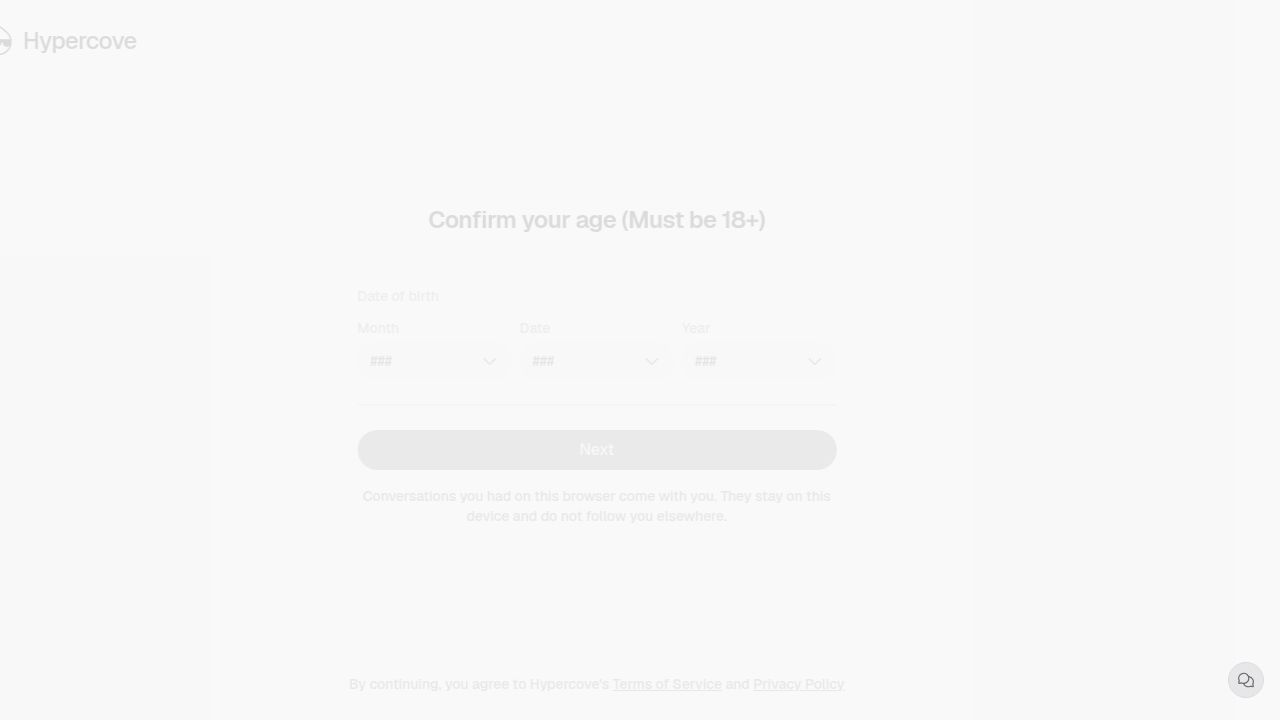 Hypercove
Confirm your age (Must be 18+)
Date of birth
Month Date Year
### ### ###
Next
Conversations you had on this browser come with you. They stay on this
device and do not follow you elsewhere.
By continuing, you agree to Hypercove's Terms of Service and Privacy Policy